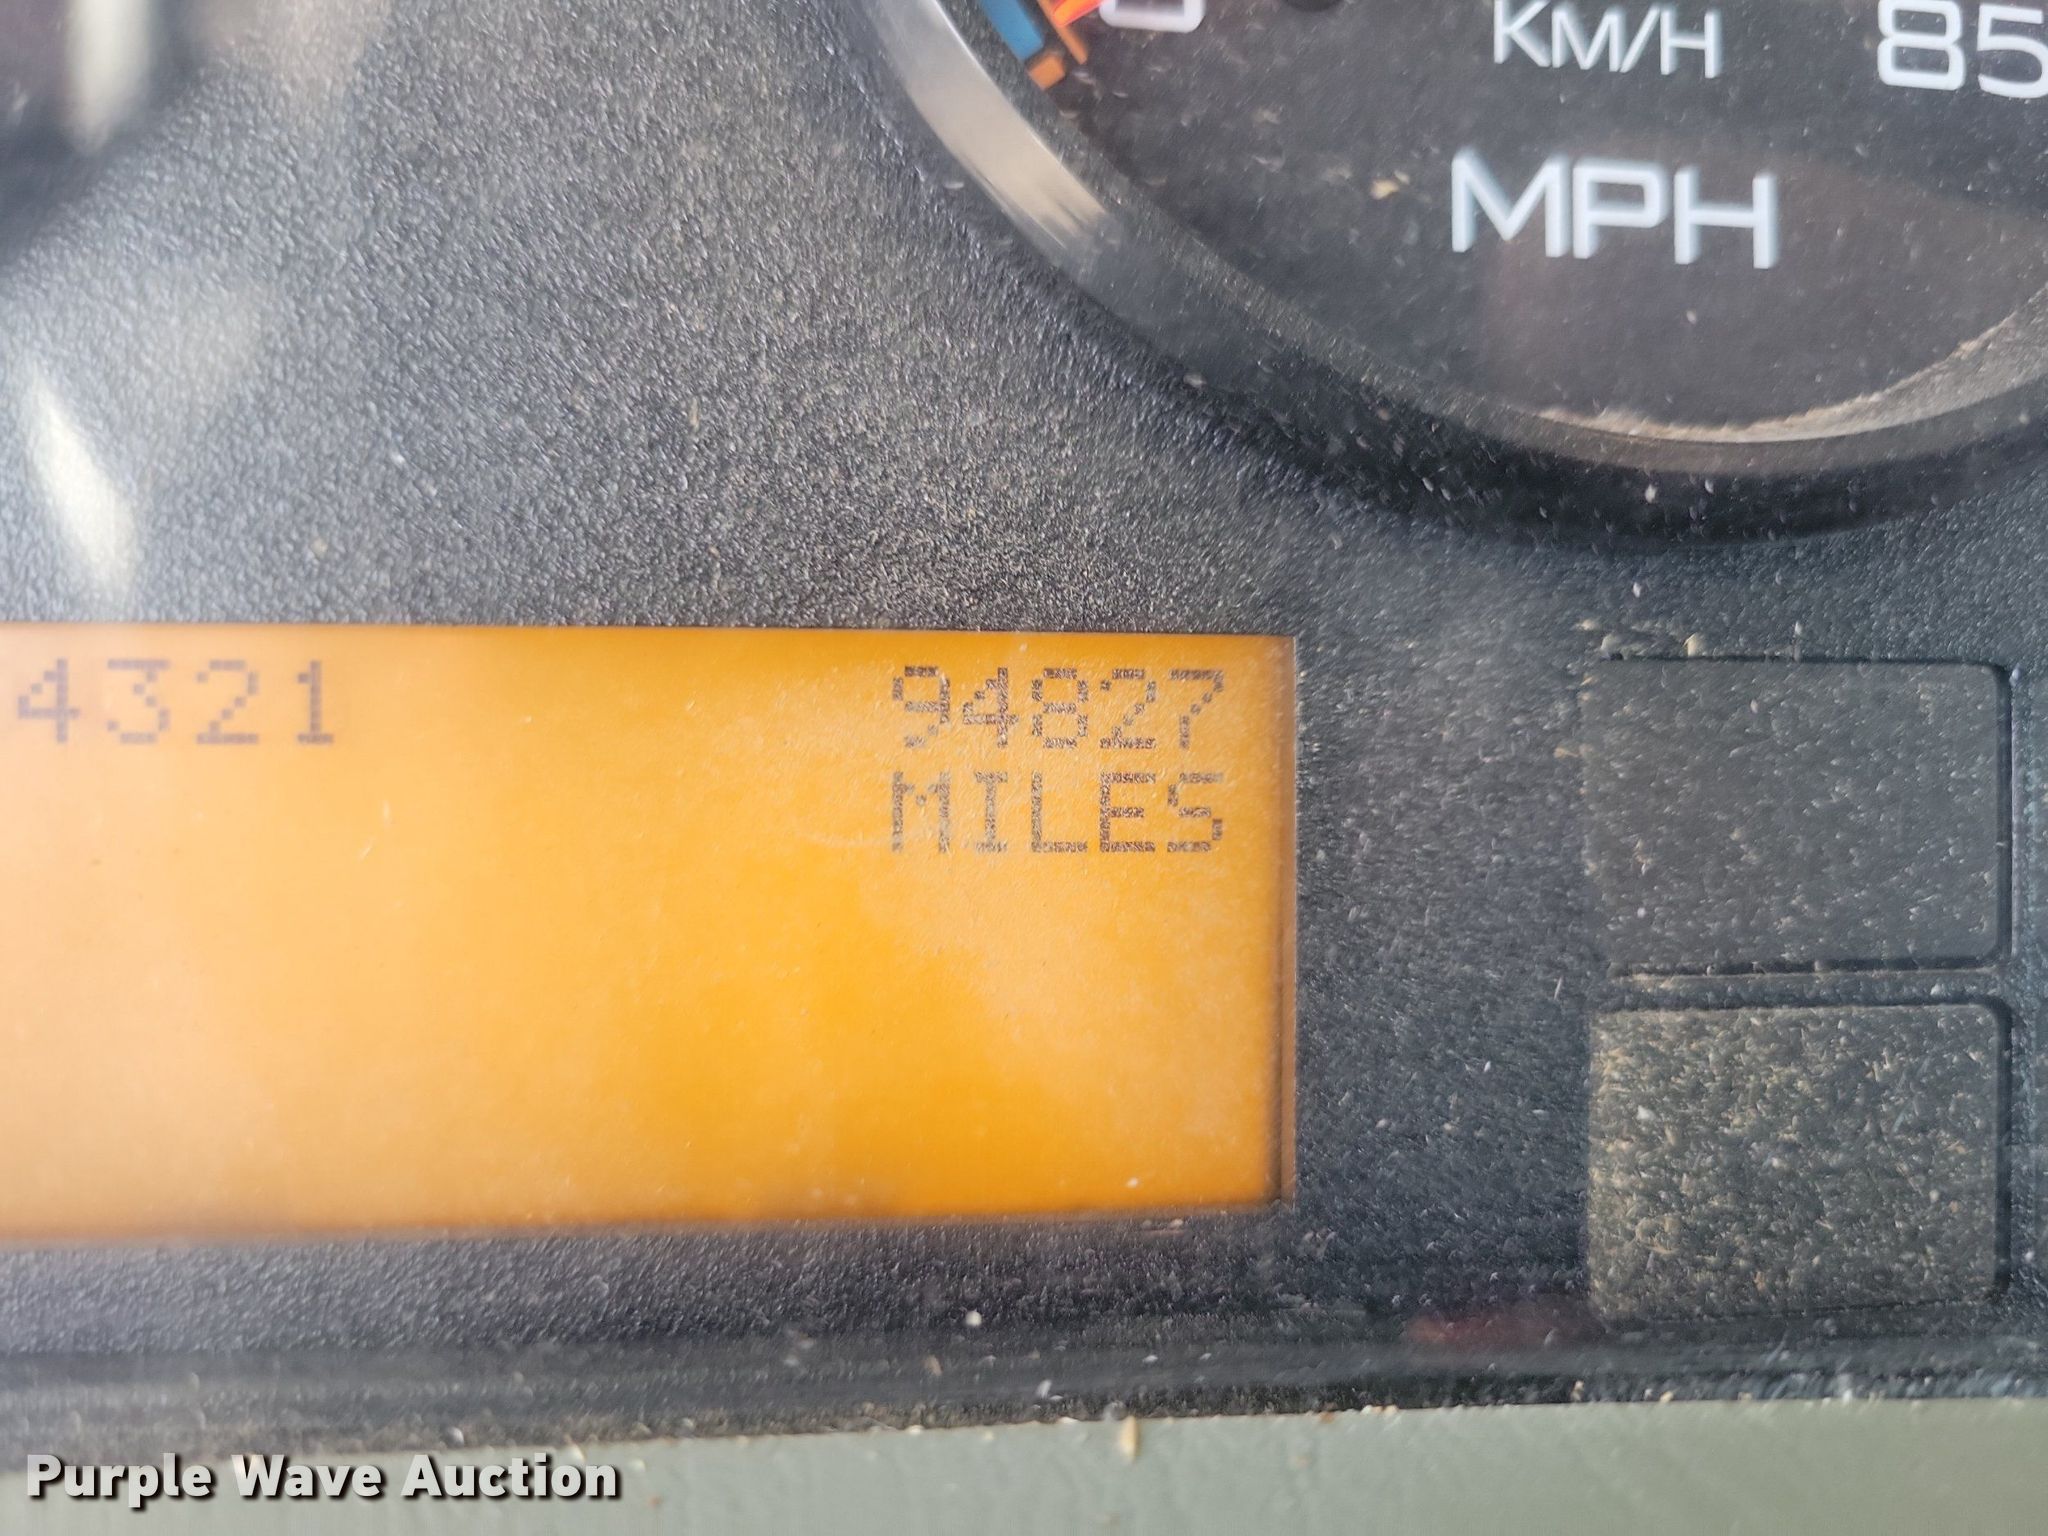 KM/H
85
MPH
4321 94827
MILES
Purple Wave Auction